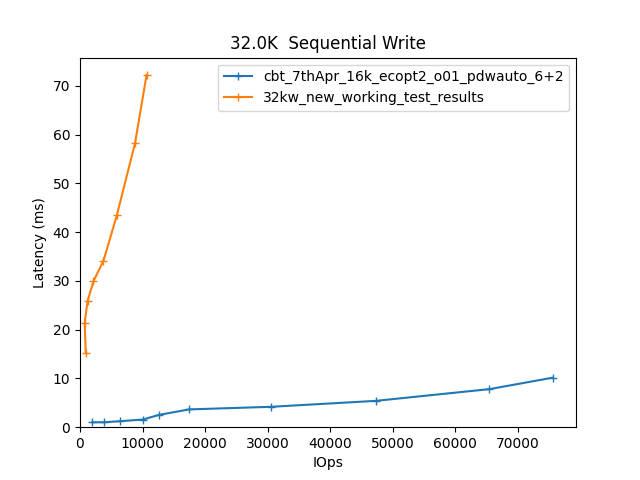 32.0K  Sequential Write
cbt_7thApr_16k_ecopt2_o01_pdwauto_6+2
32kw_new_working_test_results
Latency (ms)
70
60
50
40
30
20
10
0
0 10000 20000 30000 40000 50000 60000 70000
IOps